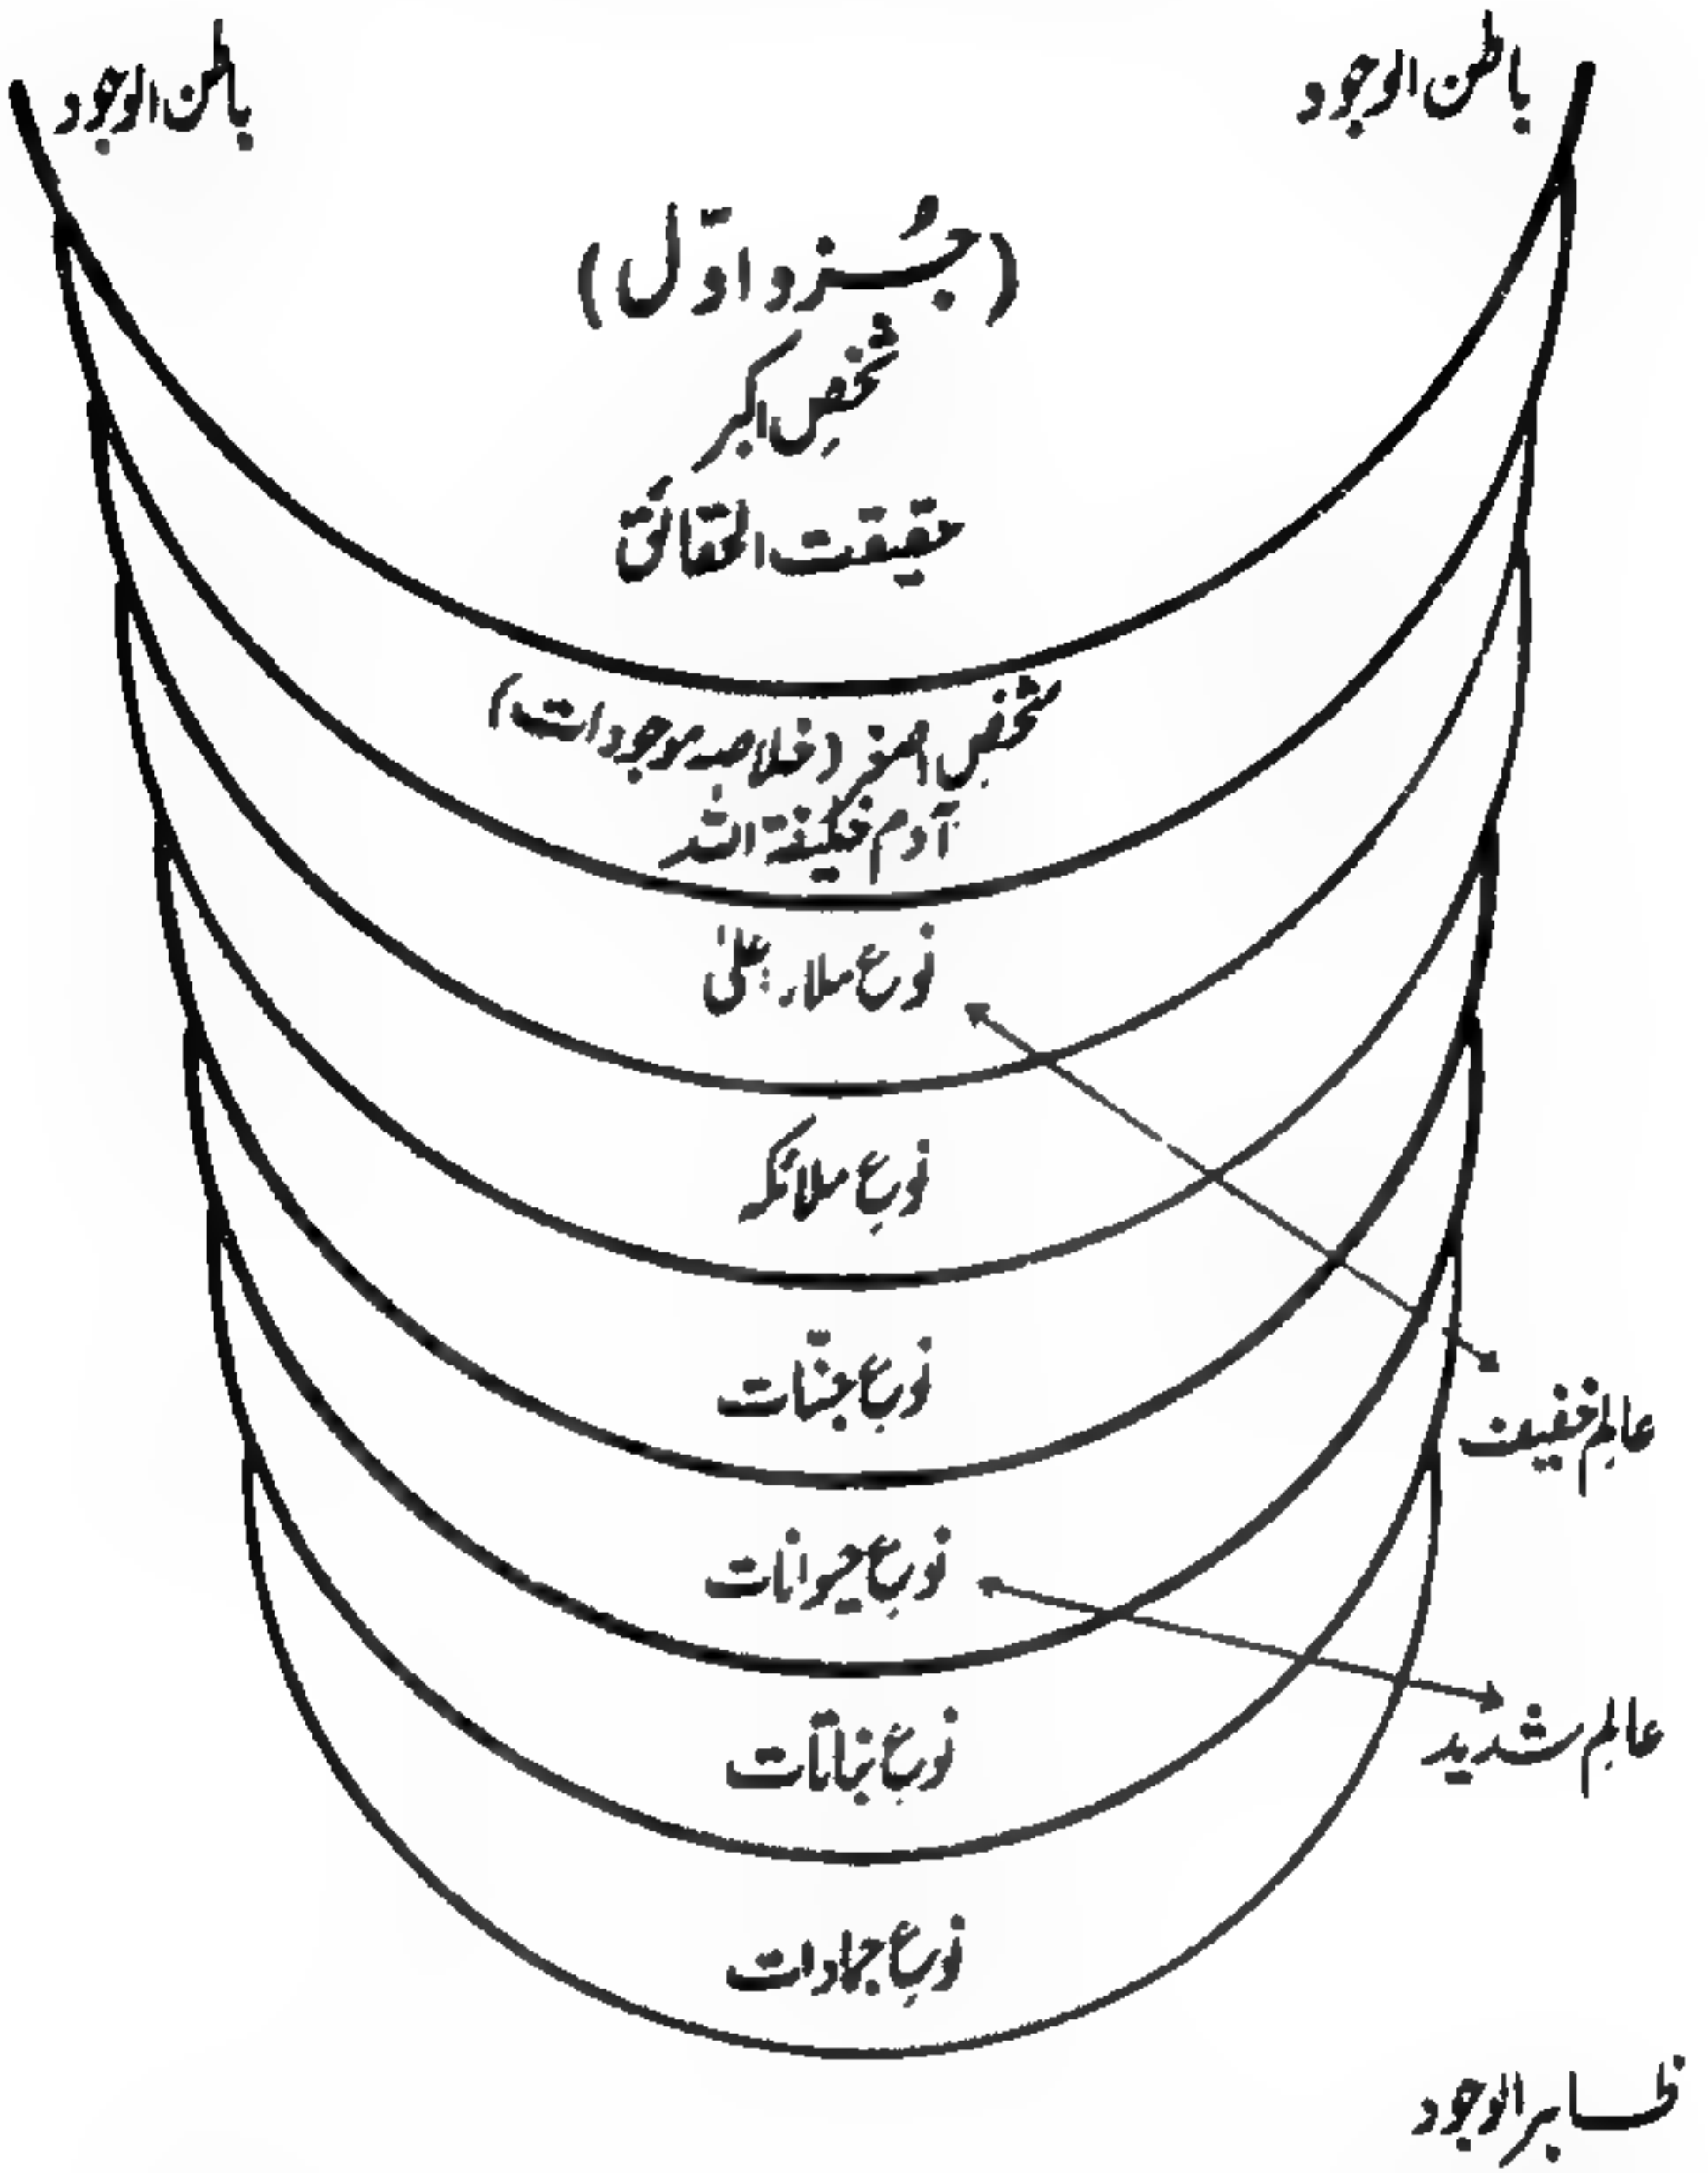 باطن الوجود
باطن الوجود
(جُزو اوّل)
شخصِ اکبر
حقیقت الحقائق
شخصِ اصغر (خلاصہ موجودات)
آدم خلیفۃ اللہ
نوع ملاء اعلیٰ
نوعِ ملائکہ
نوعِ جنّات
نوعِ حیوانات
نوعِ نباتات
نوعِ جمادات
عالمِ خفیف
عالمِ شدید
ظاہر الوجود